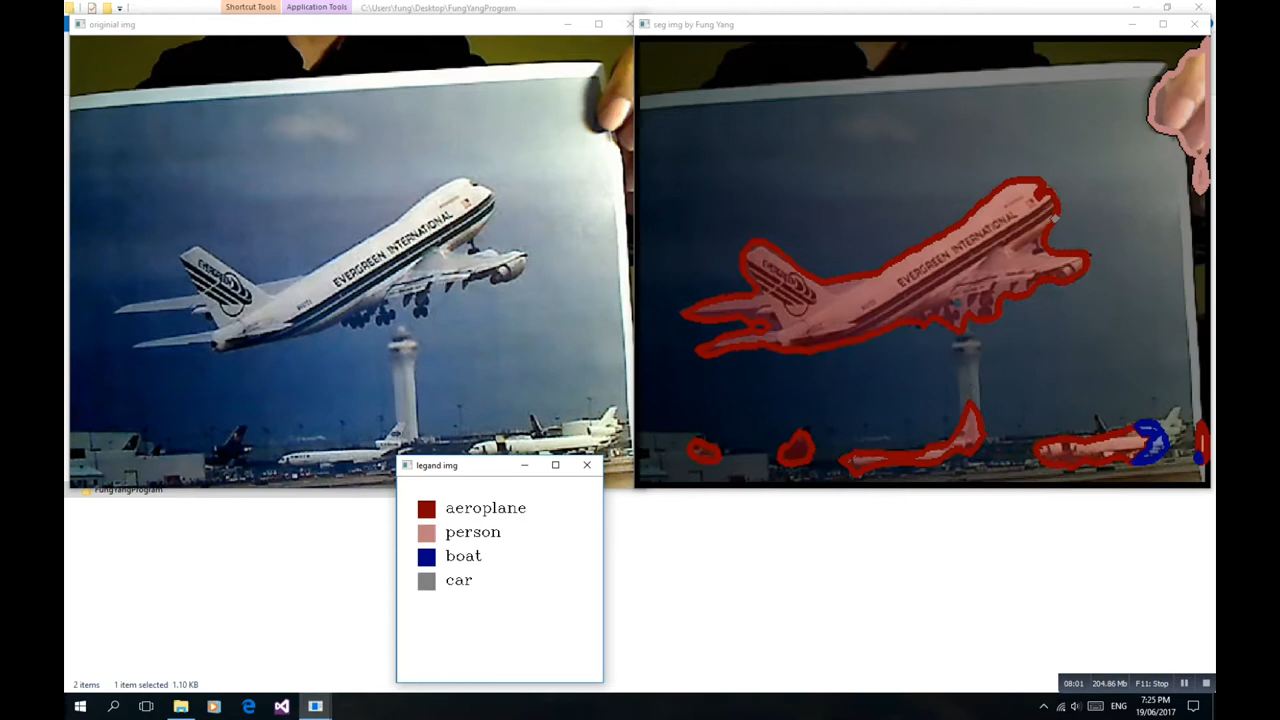 Shortcut Tools
Application Tools
C:\Users\fung\Desktop\FungYangProgram
originial img
seg img by Fung Yang
EVERGREEN INTERNATIONAL
EVERGREEN
EVERGREEN INTERNATIONAL
FungYangProgram
legand img
aeroplane
person
boat
car
2 items
1 item selected 1.10 KB
08:01
204.86 Mb
F11: Stop
ENG
7:25 PM
19/06/2017